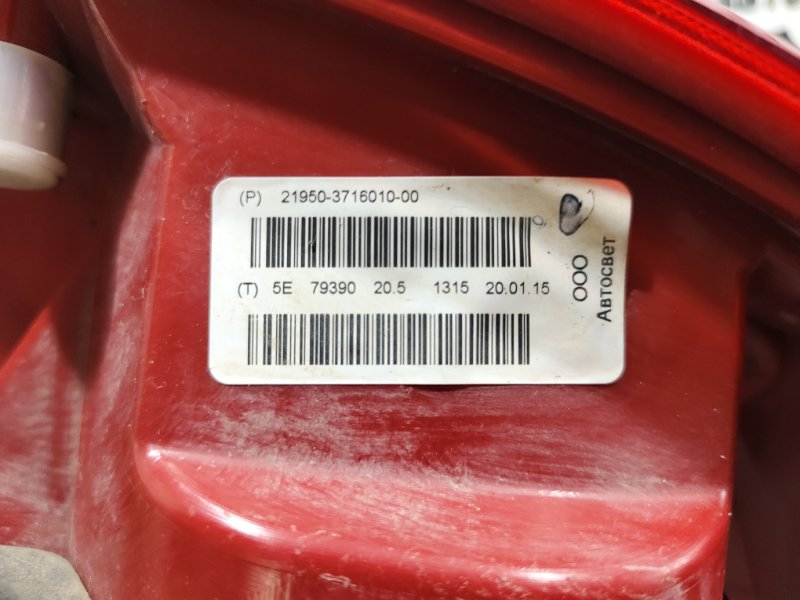 (P) 21950-3716010-00
(T) 5E 79390 20.5 1315 20.01.15
ООО
Автосвет